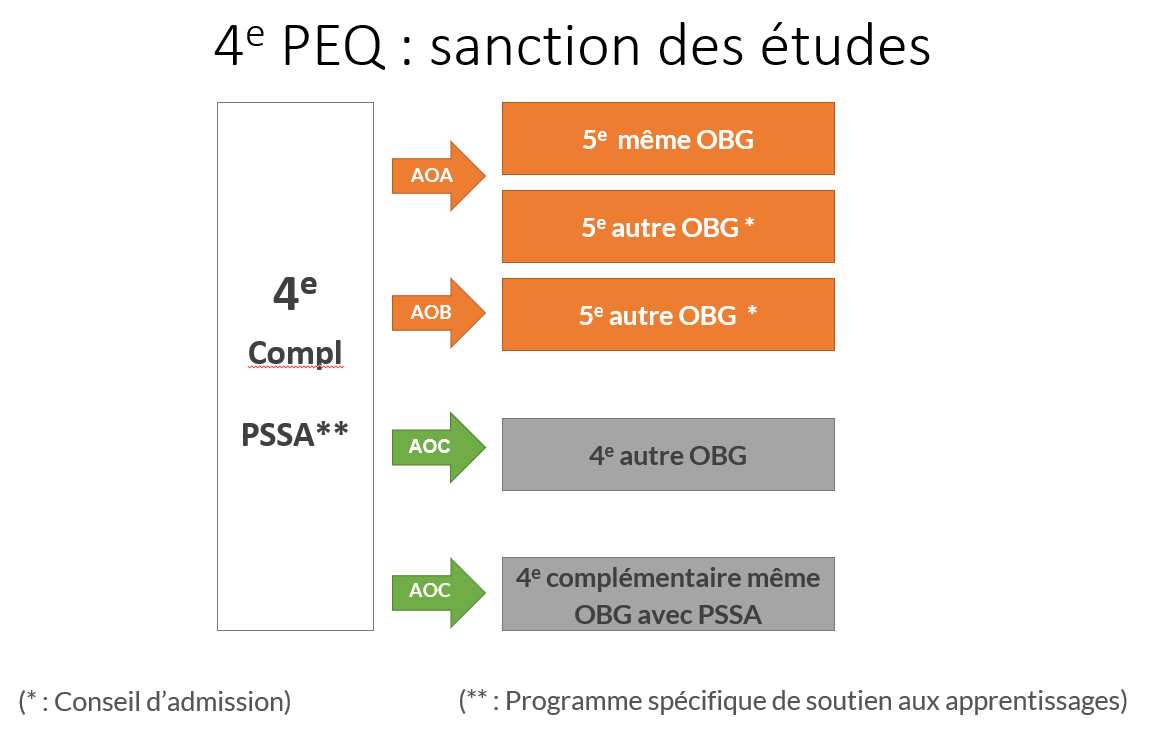 4e PEQ : sanction des études
4e
Compl
PSSA**
AOA
5e même OBG
5e autre OBG *
AOB
5e autre OBG *
AOC
4e autre OBG
AOC
4e complémentaire même
OBG avec PSSA
(* : Conseil d’admission)
(** : Programme spécifique de soutien aux apprentissages)